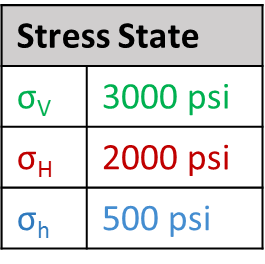 Stress State
σV 3000 psi
σH 2000 psi
σh 500 psi